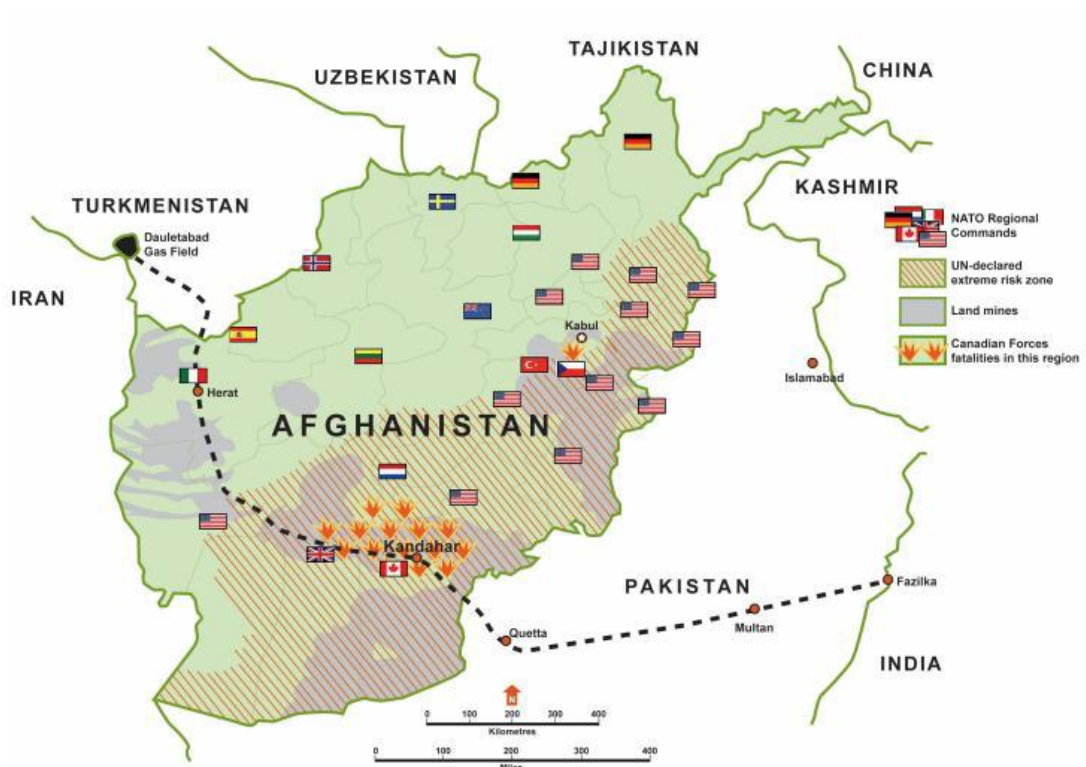 TAJIKISTAN
UZBEKISTAN
CHINA
KASHMIR
TURKMENISTAN
Dauletabad
Gas Field
NATO Regional
Commands
IRAN
UN-declared
extreme risk zone
Land mines
Kabul
Canadian Forces
fatalities in this region
Islamabad
Herat
AFGHANISTAN
Kandahar
PAKISTAN
Fazilka
Multan
Quetta
INDIA
N
0 100 200 300 400
Kilometres
0 100 200 300 400
Miles